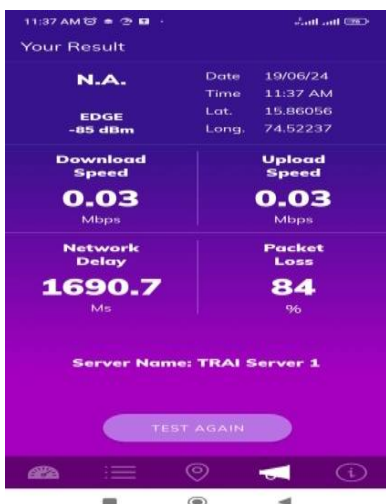 11:37 AM
Your Result
N.A.
EDGE
-85 dBm
Date 19/06/24
Time 11:37 AM
Lat. 15.86056
Long. 74.52237
Download
Speed
0.03
Mbps
Upload
Speed
0.03
Mbps
Network
Delay
1690.7
Ms
Packet
Loss
84
%
Server Name: TRAI Server 1
TEST AGAIN